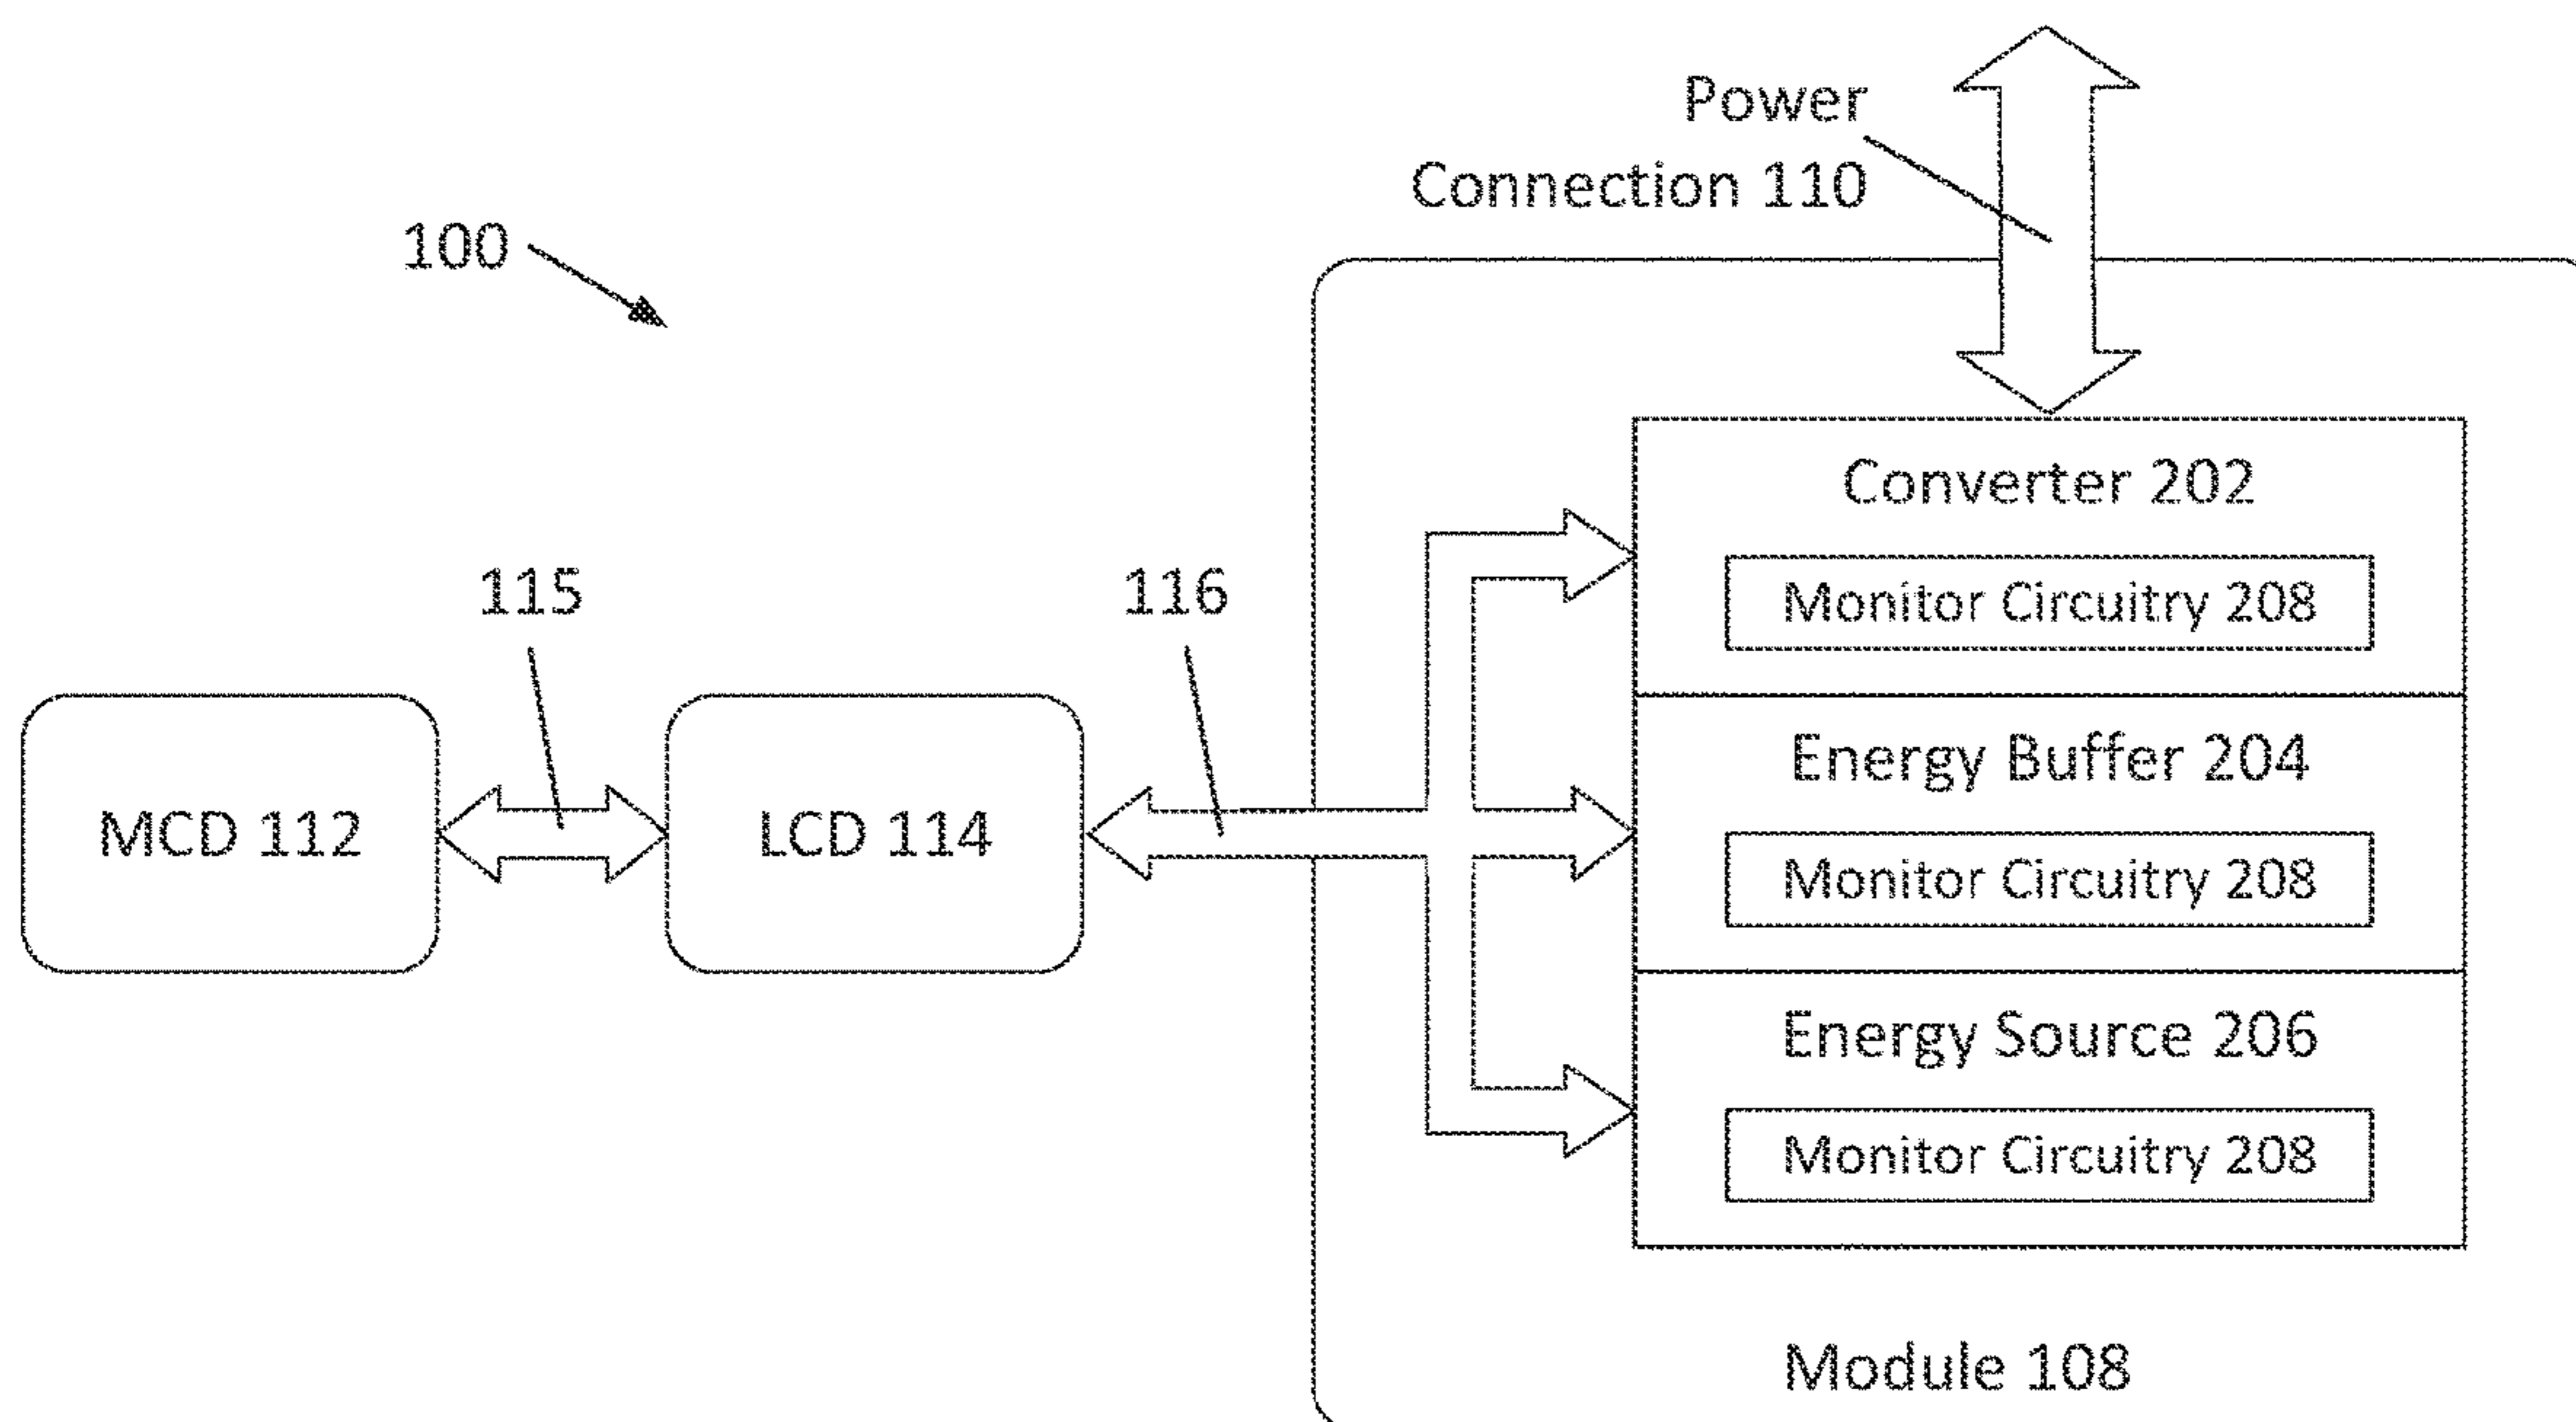 Power
Connection 110
100
Converter 202
Monitor Circuitry 208
115
116
Energy Buffer 204
MCD 112
LCD 114
Monitor Circuitry 208
Energy Source 206
Monitor Circuitry 208
Module 108